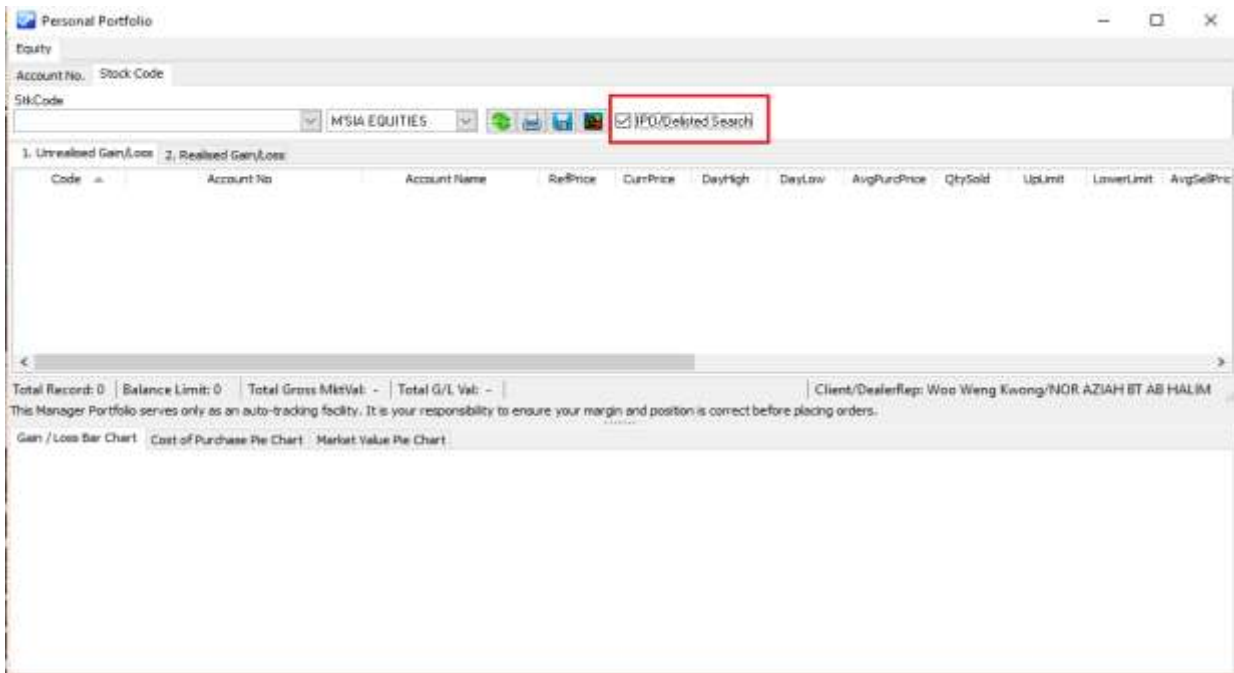 Personal Portfolio
Equity
Account No. Stock Code
StkCode
M'SIA EQUITIES IPO/Delisted Search
1. Unrealised Gain/Loss 2. Realised Gain/Loss
Code Account No Account Name RefPrice CurrPrice DayHigh DayLow AvgPurcPrice QtySold UpLimit LowerLimit AvgSellPric
Total Record: 0 Balance Limit: 0 Total Gross MktVal: - Total G/L Val: - Client/DealerRep: Woo Weng Kwong/NOR AZIAH BT AB HALIM
This Manager Portfolio serves only as an auto-tracking facility. It is your responsibility to ensure your margin and position is correct before placing orders.
Gain / Loss Bar Chart Cost of Purchase Pie Chart Market Value Pie Chart